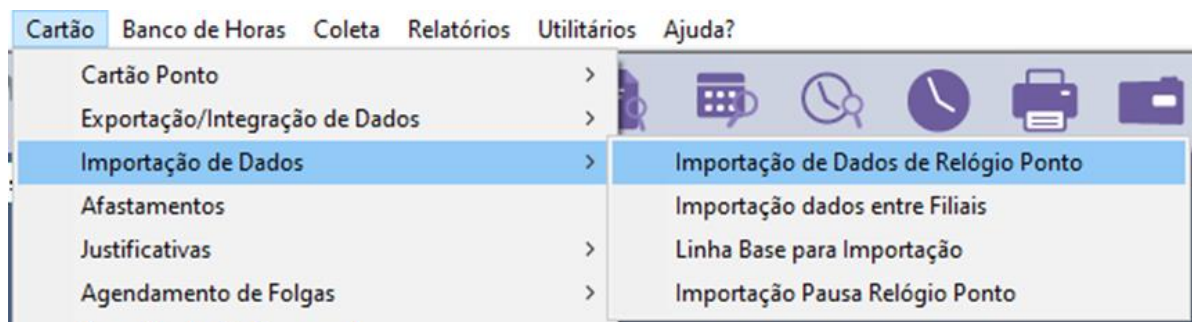 Cartão Banco de Horas Coleta Relatórios Utilitários Ajuda?
Cartão Ponto
Exportação/Integração de Dados
Importação de Dados
Afastamentos
Justificativas
Agendamento de Folgas
Importação de Dados de Relógio Ponto
Importação dados entre Filiais
Linha Base para Importação
Importação Pausa Relógio Ponto